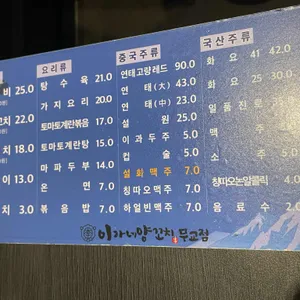 요리류
탕 수 육 21.0
가 지 요 리 20.0
토마토계란볶음 17.0
토마토계란탕 15.0
마 파 두 부 14.0
온 면 7.0
볶 음 밥 7.0
중국주류
연태고량레드 90.0
연 태 (大) 43.0
연 태 (中) 23.0
설 원 25.0
이 과 두 주 5.0
컵 술 5.0
설 화 맥 주 7.0
칭 따 오 맥 주 7.0
하 얼 빈 맥 주 7.0
국산주류
화 요 41 42.0
화 요 25 30.0
일 품 진 로
맥 주
소 주 5.0
칭따오논알콜릭 4.0
음 료 수 2.0
비 25.0
꼬치 22.0
치 18.0
이 13.0
치 3.0
이가네양꼬치 무교점